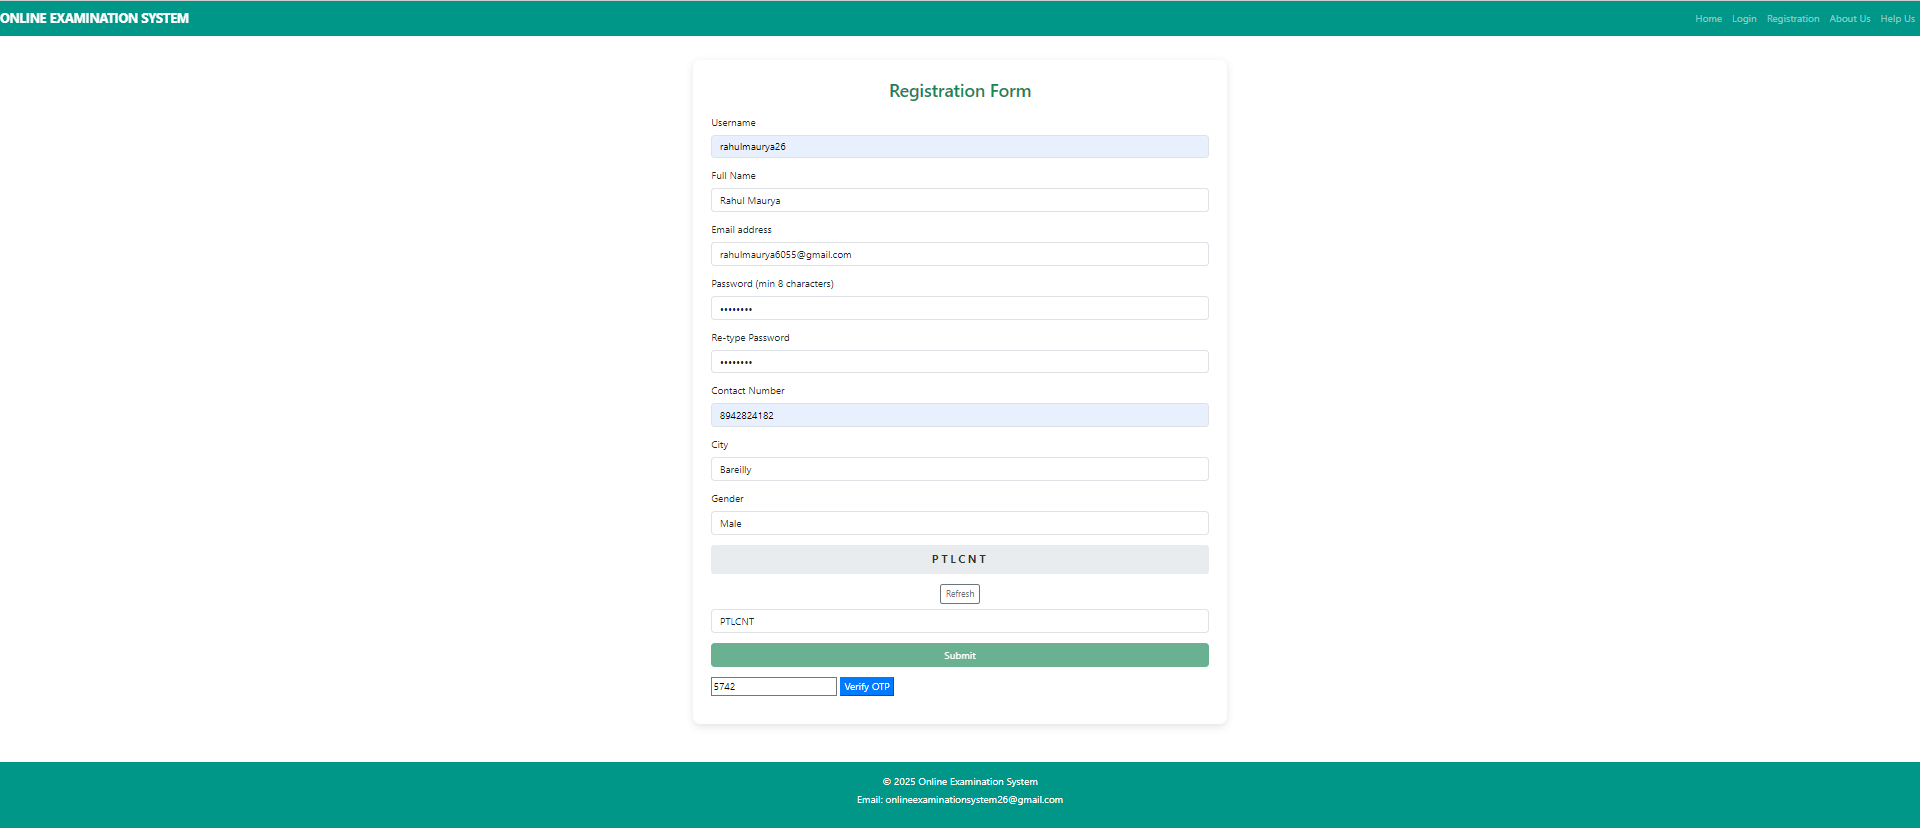 ONLINE EXAMINATION SYSTEM
Home Login Registration About Us Help Us
Registration Form
Username
rahulmaurya26
Full Name
Rahul Maurya
Email address
rahulmaurya6055@gmail.com
Password (min 8 characters)
••••••••
Re-type Password
••••••••
Contact Number
8942824182
City
Bareilly
Gender
Male
PTLCNT
Refresh
PTLCNT
Submit
5742 Verify OTP
© 2025 Online Examination System
Email: onlineexaminationsystem26@gmail.com